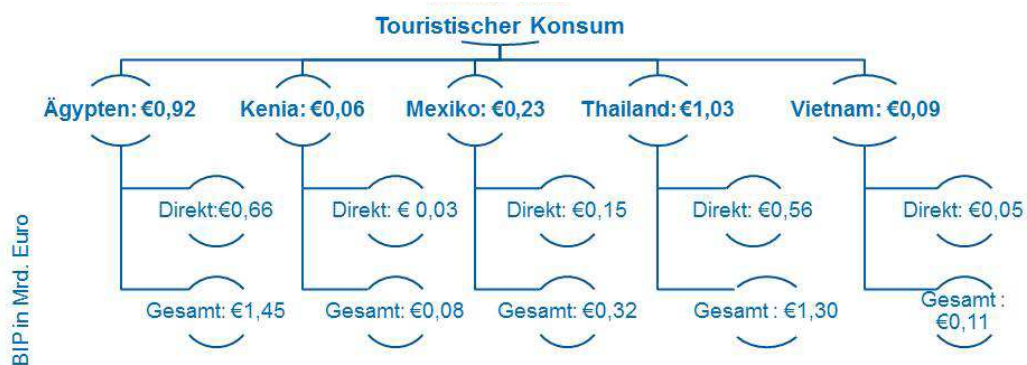 Touristischer Konsum
Ägypten: €0,92
Kenia: €0,06
Mexiko: €0,23
Thailand: €1,03
Vietnam: €0,09
Direkt:€0,66
Direkt: € 0,03
Direkt: €0,15
Direkt: €0,56
Direkt: €0,05
Gesamt: €1,45
Gesamt: €0,08
Gesamt: €0,32
Gesamt : €1,30
Gesamt :
€0,11
BIP in Mrd. Euro